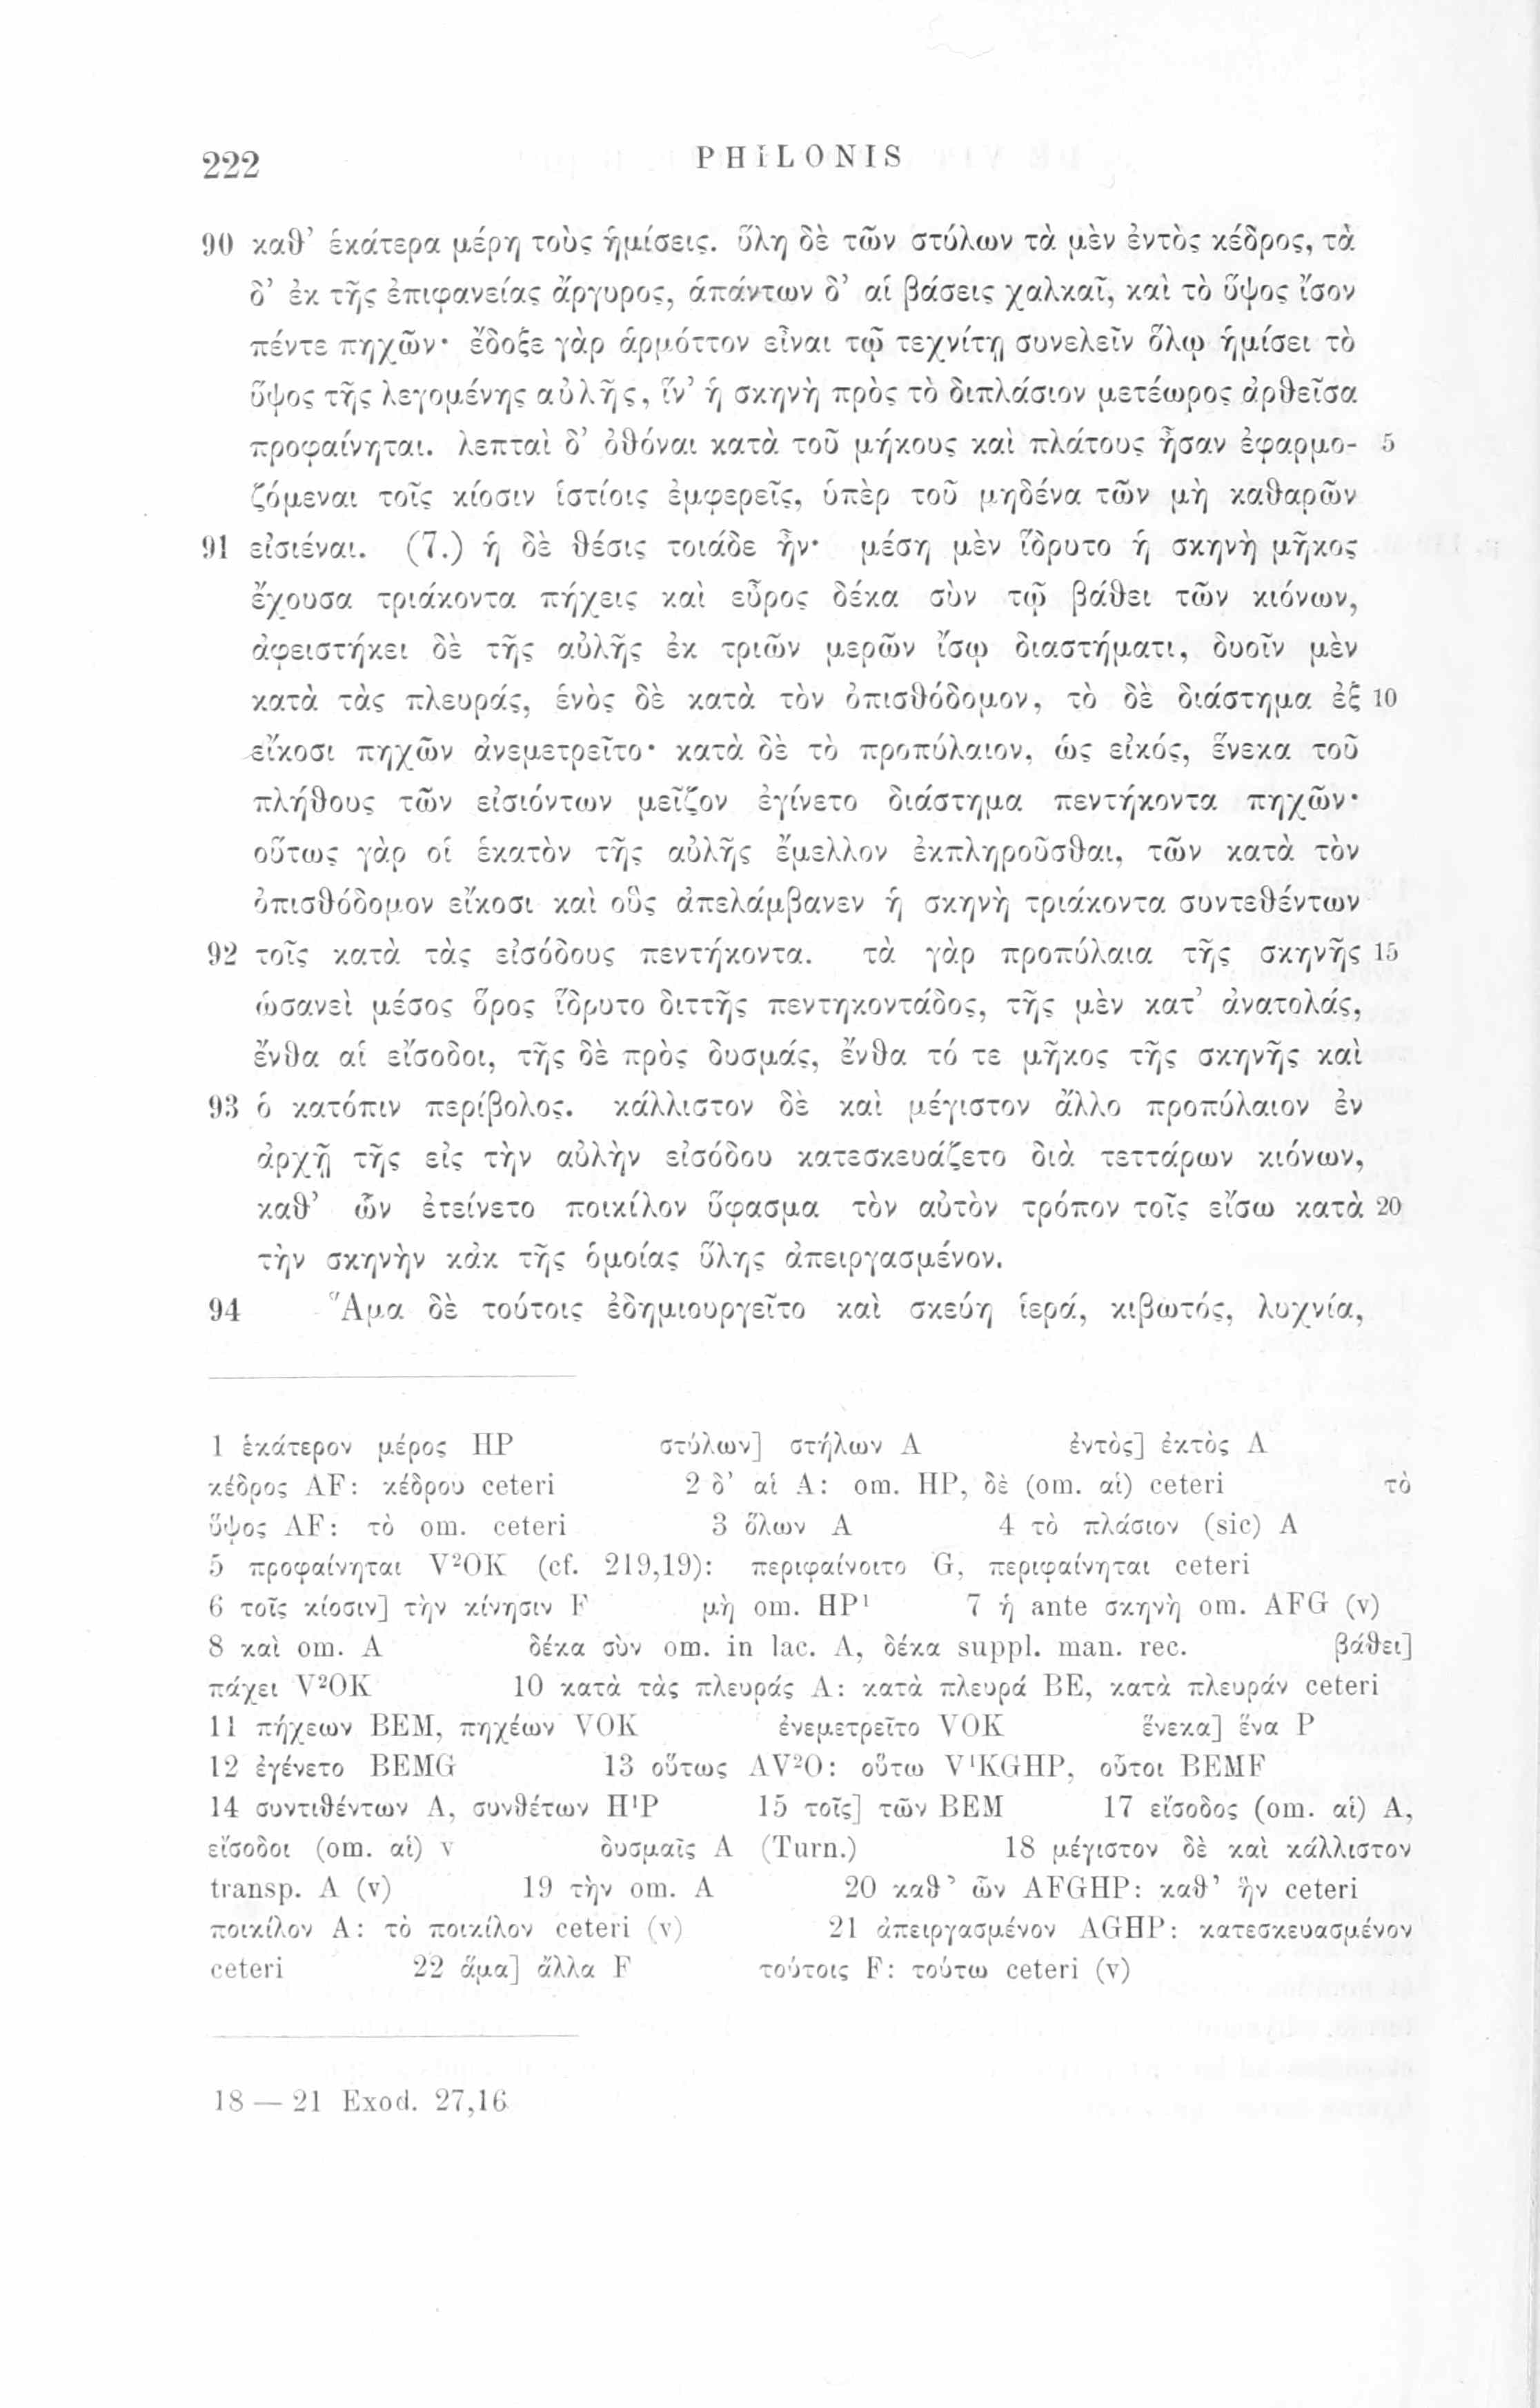 222
PHILONIS
90 καθ’ ἑκάτερα μέρη τοὺς ἡμίσεις. ὕλη δὲ τῶν στύλων τὰ μὲν ἐντὸς κέδρος, τὰ
δ’ ἐκ τῆς ἐπιφανείας ἄργυρος, ἁπάντων δ’ αἱ βάσεις χαλκαῖ, καὶ τὸ ὕψος ἴσον
πέντε πηχῶν· ἔδοξε γὰρ ἁρμόττον εἶναι τῷ τεχνίτῃ συνελεῖν ὅλῳ ἡμίσει τὸ
ὕψος τῆς λεγομένης αὐλῆς, ἵν’ ἡ σκηνὴ πρὸς τὸ διπλάσιον μετέωρος ἀρθεῖσα
προφαίνηται. λεπταὶ δ’ ὀθόναι κατὰ τοῦ μήκους καὶ πλάτους ἦσαν ἐφαρμο- 5
ζόμεναι τοῖς κίοσιν ἱστίοις ἐμφερεῖς, ὑπὲρ τοῦ μηδένα τῶν μὴ καθαρῶν
91 εἰσιέναι. (7.) ἡ δὲ θέσις τοιάδε ἦν· μέση μὲν ἵδρυτο ἡ σκηνὴ μῆκος
ἔχουσα τριάκοντα πήχεις καὶ εὖρος δέκα σὺν τῷ βάθει τῶν κιόνων,
ἀφειστήκει δὲ τῆς αὐλῆς ἐκ τριῶν μερῶν ἴσῳ διαστήματι, δυοῖν μὲν
κατὰ τὰς πλευράς, ἑνὸς δὲ κατὰ τὸν ὀπισθόδομον, τὸ δὲ διάστημα ἐξ 10
εἴκοσι πηχῶν ἀνεμετρεῖτο· κατὰ δὲ τὸ προπύλαιον, ὡς εἰκός, ἕνεκα τοῦ
πλήθους τῶν εἰσιόντων μεῖζον ἐγίνετο διάστημα πεντήκοντα πηχῶν·
οὕτως γὰρ οἱ ἑκατὸν τῆς αὐλῆς ἔμελλον ἐκπληροῦσθαι, τῶν κατὰ τὸν
ὀπισθόδομον εἴκοσι καὶ οὓς ἀπελάμβανεν ἡ σκηνὴ τριάκοντα συντεθέντων
92 τοῖς κατὰ τὰς εἰσόδους πεντήκοντα. τὰ γὰρ προπύλαια τῆς σκηνῆς 15
ὡσανεὶ μέσος ὅρος ἵδρυτο διττῆς πεντηκοντάδος, τῆς μὲν κατ’ ἀνατολάς,
ἔνθα αἱ εἴσοδοι, τῆς δὲ πρὸς δυσμάς, ἔνθα τό τε μῆκος τῆς σκηνῆς καὶ
93 ὁ κατόπιν περίβολος. κάλλιστον δὲ καὶ μέγιστον ἄλλο προπύλαιον ἐν
ἀρχῇ τῆς εἰς τὴν αὐλὴν εἰσόδου κατεσκευάζετο διὰ τεττάρων κιόνων,
καθ’ ὧν ἐτείνετο ποικίλον ὕφασμα τὸν αὐτὸν τρόπον τοῖς εἴσω κατὰ 20
τὴν σκηνὴν κἀκ τῆς ὁμοίας ὕλης ἀπειργασμένον.
94 Ἅμα δὲ τούτοις ἐδημιουργεῖτο καὶ σκεύη ἱερά, κιβωτός, λυχνία,
1 ἑκάτερον μέρος HP στύλων] στήλων A ἐντὸς] ἐκτὸς A
κέδρος AF: κέδρου ceteri 2 δ’ αἱ A: om. HP, δὲ (om. αἱ) ceteri τὸ
ὕψος AF: τὸ om. ceteri 3 ὅλων A 4 τὸ πλάσιον (sic) A
5 προφαίνηται V²OK (cf. 219,19): περιφαίνοιτο G, περιφαίνηται ceteri
6 τοῖς κίοσιν] τὴν κίνησιν F μὴ om. HP¹ 7 ἡ ante σκηνὴ om. AFG (v)
8 καὶ om. A δέκα σὺν om. in lac. A, δέκα suppl. man. rec. βάθει]
πάχει V²OK 10 κατὰ τὰς πλευράς A: κατὰ πλευρά BE, κατὰ πλευράν ceteri
11 πήχεων BEM, πηχέων VOK ἐνεμετρεῖτο VOK ἕνεκα] ἕνα P
12 ἐγένετο BEMG 13 οὕτως AV²O: οὕτω V¹KGHP, οὗτοι BEMF
14 συντιθέντων A, συνθέτων H¹P 15 τοῖς] τῶν BEM 17 εἴσοδος (om. αἱ) A,
εἴσοδοι (om. αἱ) v δυσμαῖς A (Turn.) 18 μέγιστον δὲ καὶ κάλλιστον
transp. A (v) 19 τὴν om. A 20 καθ’ ὧν AFGHP: καθ’ ἣν ceteri
ποικίλον A: τὸ ποικίλον ceteri (v) 21 ἀπειργασμένον AGHP: κατεσκευασμένον
ceteri 22 ἅμα] ἄλλα F τούτοις F: τούτω ceteri (v)
18 — 21 Exod. 27,16